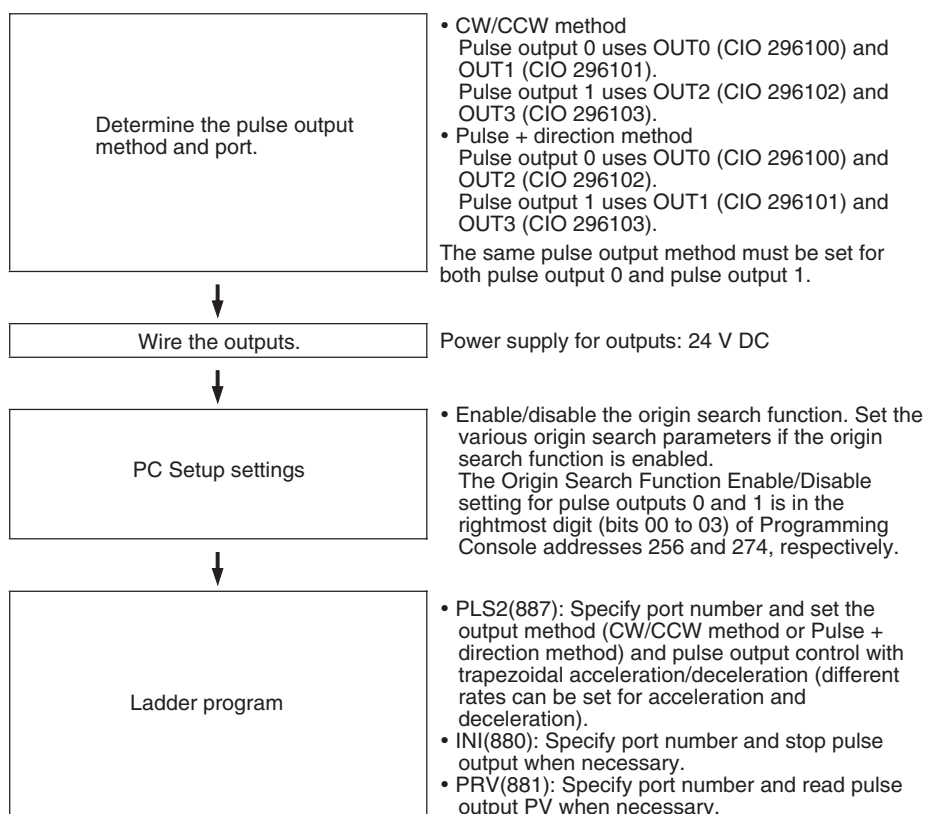 Determine the pulse output
method and port.
• CW/CCW method
Pulse output 0 uses OUT0 (CIO 296100) and
OUT1 (CIO 296101).
Pulse output 1 uses OUT2 (CIO 296102) and
OUT3 (CIO 296103).
• Pulse + direction method
Pulse output 0 uses OUT0 (CIO 296100) and
OUT2 (CIO 296102).
Pulse output 1 uses OUT1 (CIO 296101) and
OUT3 (CIO 296103).
The same pulse output method must be set for
both pulse output 0 and pulse output 1.
Wire the outputs.
Power supply for outputs: 24 V DC
PC Setup settings
• Enable/disable the origin search function. Set the
various origin search parameters if the origin
search function is enabled.
The Origin Search Function Enable/Disable
setting for pulse outputs 0 and 1 is in the
rightmost digit (bits 00 to 03) of Programming
Console addresses 256 and 274, respectively.
Ladder program
• PLS2(887): Specify port number and set the
output method (CW/CCW method or Pulse +
direction method) and pulse output control with
trapezoidal acceleration/deceleration (different
rates can be set for acceleration and
deceleration).
• INI(880): Specify port number and stop pulse
output when necessary.
• PRV(881): Specify port number and read pulse
output PV when necessary.